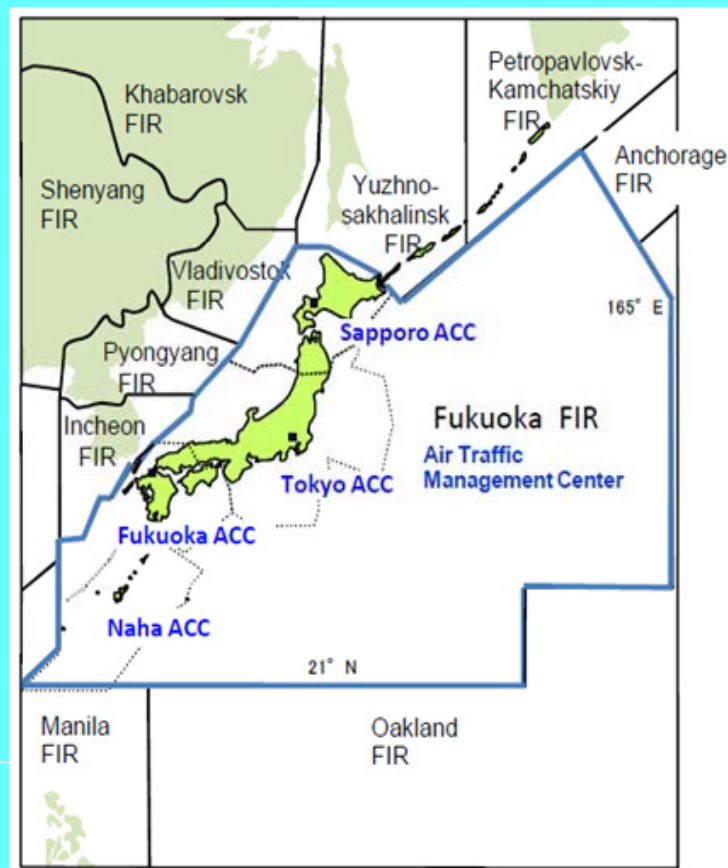 Khabarovsk
FIR
Petropavlovsk-
Kamchatskiy
FIR
Anchorage
FIR
Shenyang
FIR
Yuzhno-
sakhalinsk
FIR
Vladivostok
FIR
165° E
Sapporo ACC
Pyongyang
FIR
Incheon
FIR
Fukuoka FIR
Air Traffic
Management Center
Tokyo ACC
Fukuoka ACC
Naha ACC
21° N
Manila
FIR
Oakland
FIR